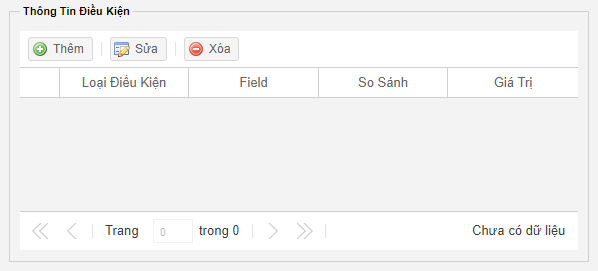 Thông Tin Điều Kiện
Thêm Sửa Xóa
Loại Điều Kiện Field So Sánh Giá Trị
Trang 0 trong 0 Chưa có dữ liệu